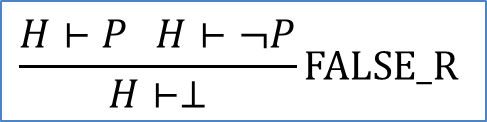 H ⊢ P   H ⊢ ¬P
FALSE_R
H ⊢⊥